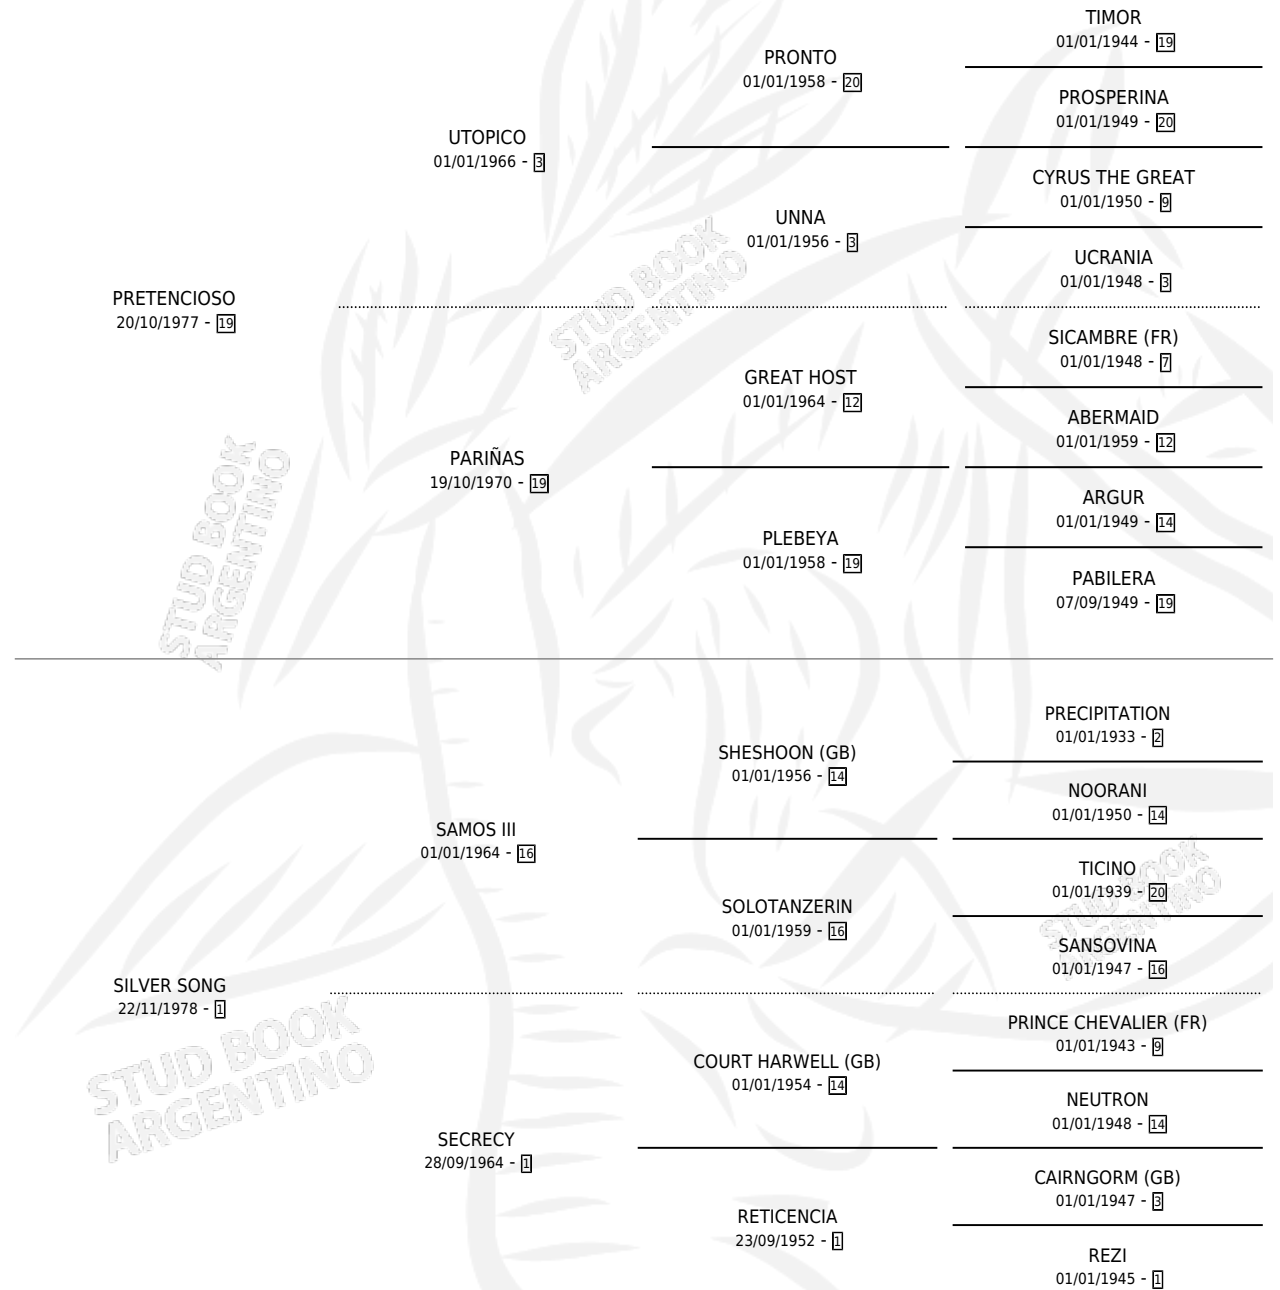 TIMOR
01/01/1944 - 19
PRONTO
01/01/1958 - 20
PROSPERINA
01/01/1949 - 20
UTOPICO
01/01/1966 - 3
CYRUS THE GREAT
01/01/1950 - 9
UNNA
01/01/1956 - 3
UCRANIA
01/01/1948 - 3
PRETENCIOSO
20/10/1977 - 19
SICAMBRE (FR)
01/01/1948 - 7
GREAT HOST
01/01/1964 - 12
ABERMAID
01/01/1959 - 12
PARIÑAS
19/10/1970 - 19
ARGUR
01/01/1949 - 14
PLEBEYA
01/01/1958 - 19
PABILERA
07/09/1949 - 19
STUD BOOK
ARGENTINO
STUD BOOK
ARGENTINO
PRECIPITATION
01/01/1933 - 2
SHESHOON (GB)
01/01/1956 - 14
NOORANI
01/01/1950 - 14
SAMOS III
01/01/1964 - 16
TICINO
01/01/1939 - 20
SOLOTANZERIN
01/01/1959 - 16
SANSOVINA
01/01/1947 - 16
SILVER SONG
22/11/1978 - 1
PRINCE CHEVALIER (FR)
01/01/1943 - 9
COURT HARWELL (GB)
01/01/1954 - 14
NEUTRON
01/01/1948 - 14
SECRECY
28/09/1964 - 1
CAIRNGORM (GB)
01/01/1947 - 3
RETICENCIA
23/09/1952 - 1
REZI
01/01/1945 - 1
STUD BOOK
ARGENTINO
STUD BOOK
ARGENTINO